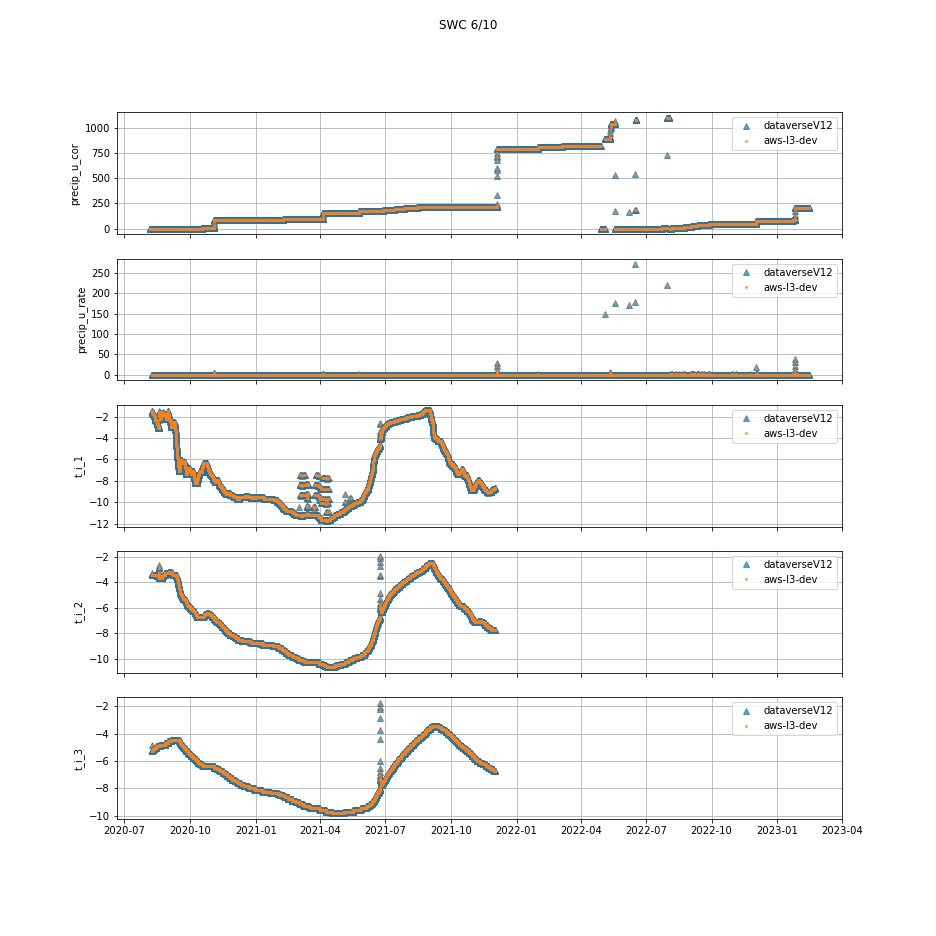 SWC 6/10
precip_u_cor
1000
750
500
250
0
dataverseV12
aws-l3-dev
precip_u_rate
250
200
150
100
50
0
dataverseV12
aws-l3-dev
t_i_1
−2
−4
−6
−8
−10
−12
dataverseV12
aws-l3-dev
t_i_2
−2
−4
−6
−8
−10
dataverseV12
aws-l3-dev
t_i_3
−2
−4
−6
−8
−10
dataverseV12
aws-l3-dev
2020-07 2020-10 2021-01 2021-04 2021-07 2021-10 2022-01 2022-04 2022-07 2022-10 2023-01 2023-04